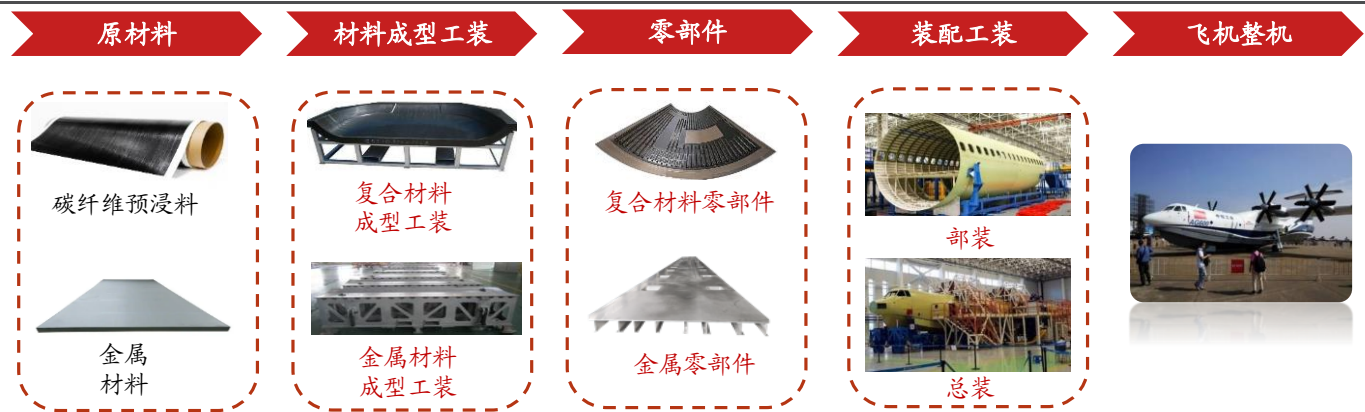 原材料
材料成型工装
零部件
装配工装
飞机整机
碳纤维预浸料
金属
材料
复合材料
成型工装
金属材料
成型工装
复合材料零部件
金属零部件
部装
总装